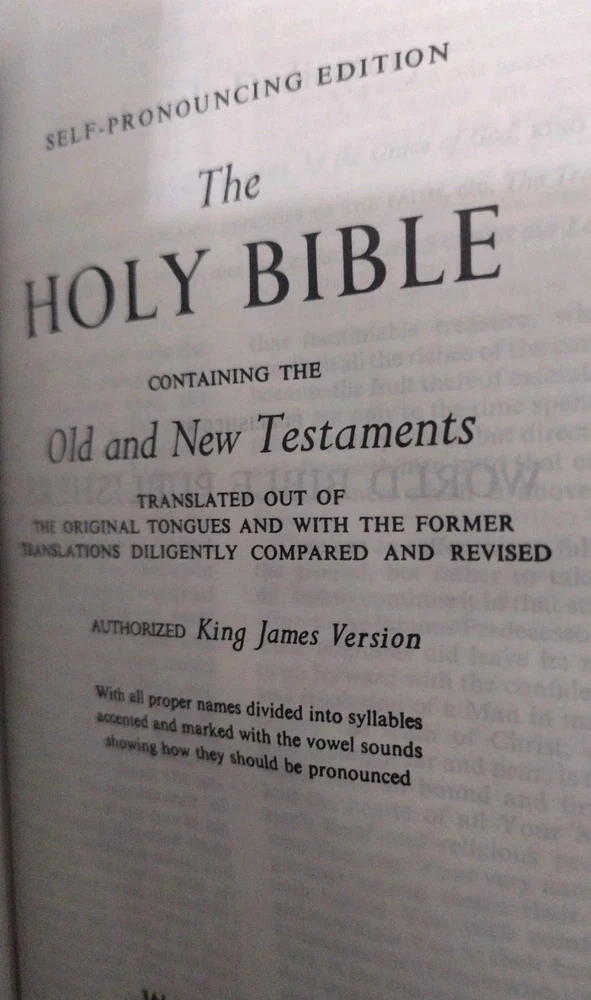 SELF-PRONOUNCING EDITION
The
HOLY BIBLE
CONTAINING THE
Old and New Testaments
TRANSLATED OUT OF
THE ORIGINAL TONGUES AND WITH THE FORMER
TRANSLATIONS DILIGENTLY COMPARED AND REVISED
AUTHORIZED King James Version
With all proper names divided into syllables
accented and marked with the vowel sounds
showing how they should be pronounced